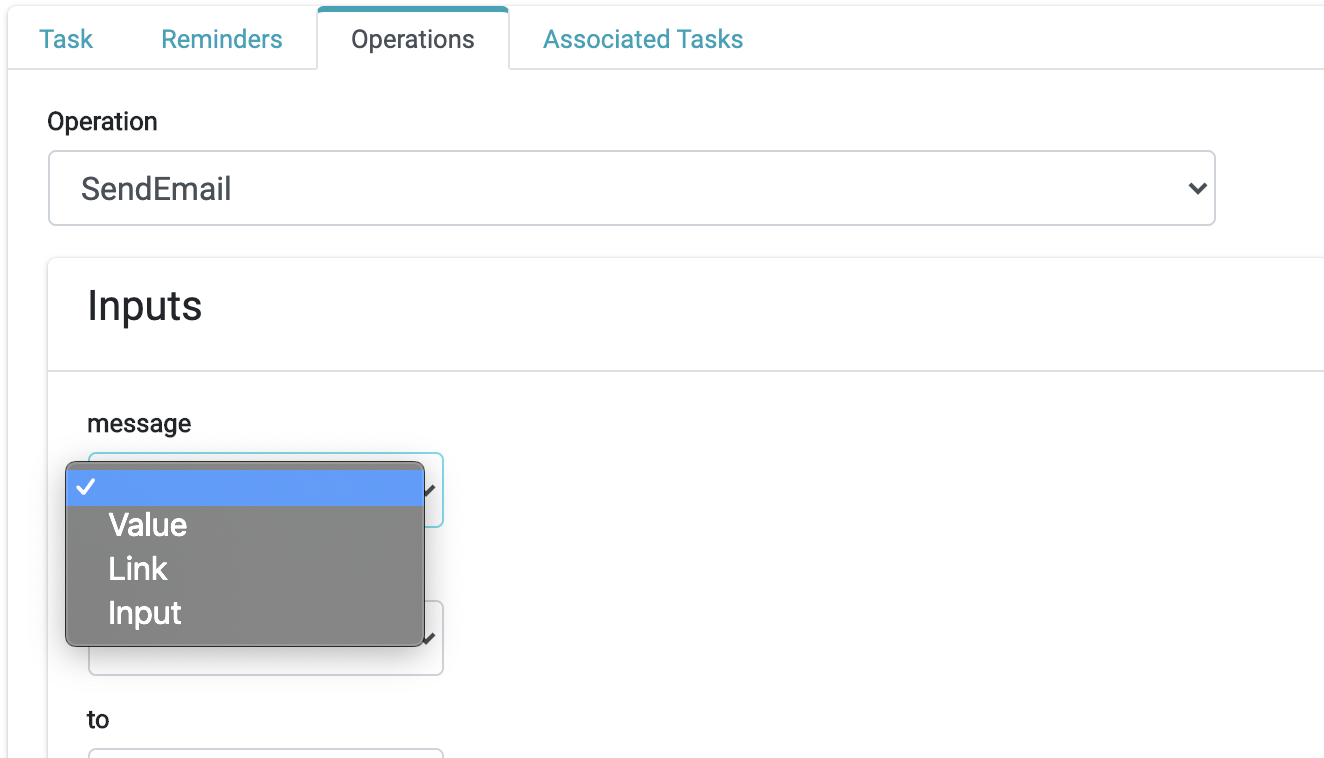 Task Reminders Operations Associated Tasks
Operation
SendEmail
Inputs
message
Value
Link
Input
to